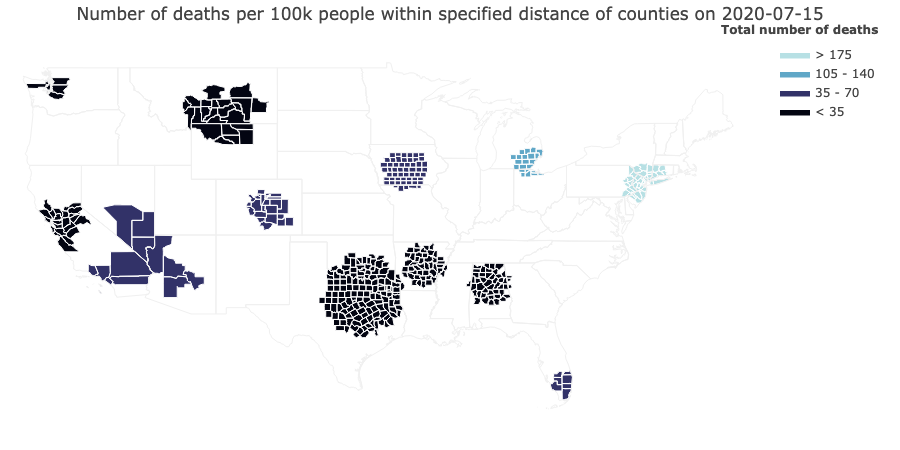 Number of deaths per 100k people within specified distance of counties on 2020-07-15
Total number of deaths
> 175
105 - 140
35 - 70
< 35